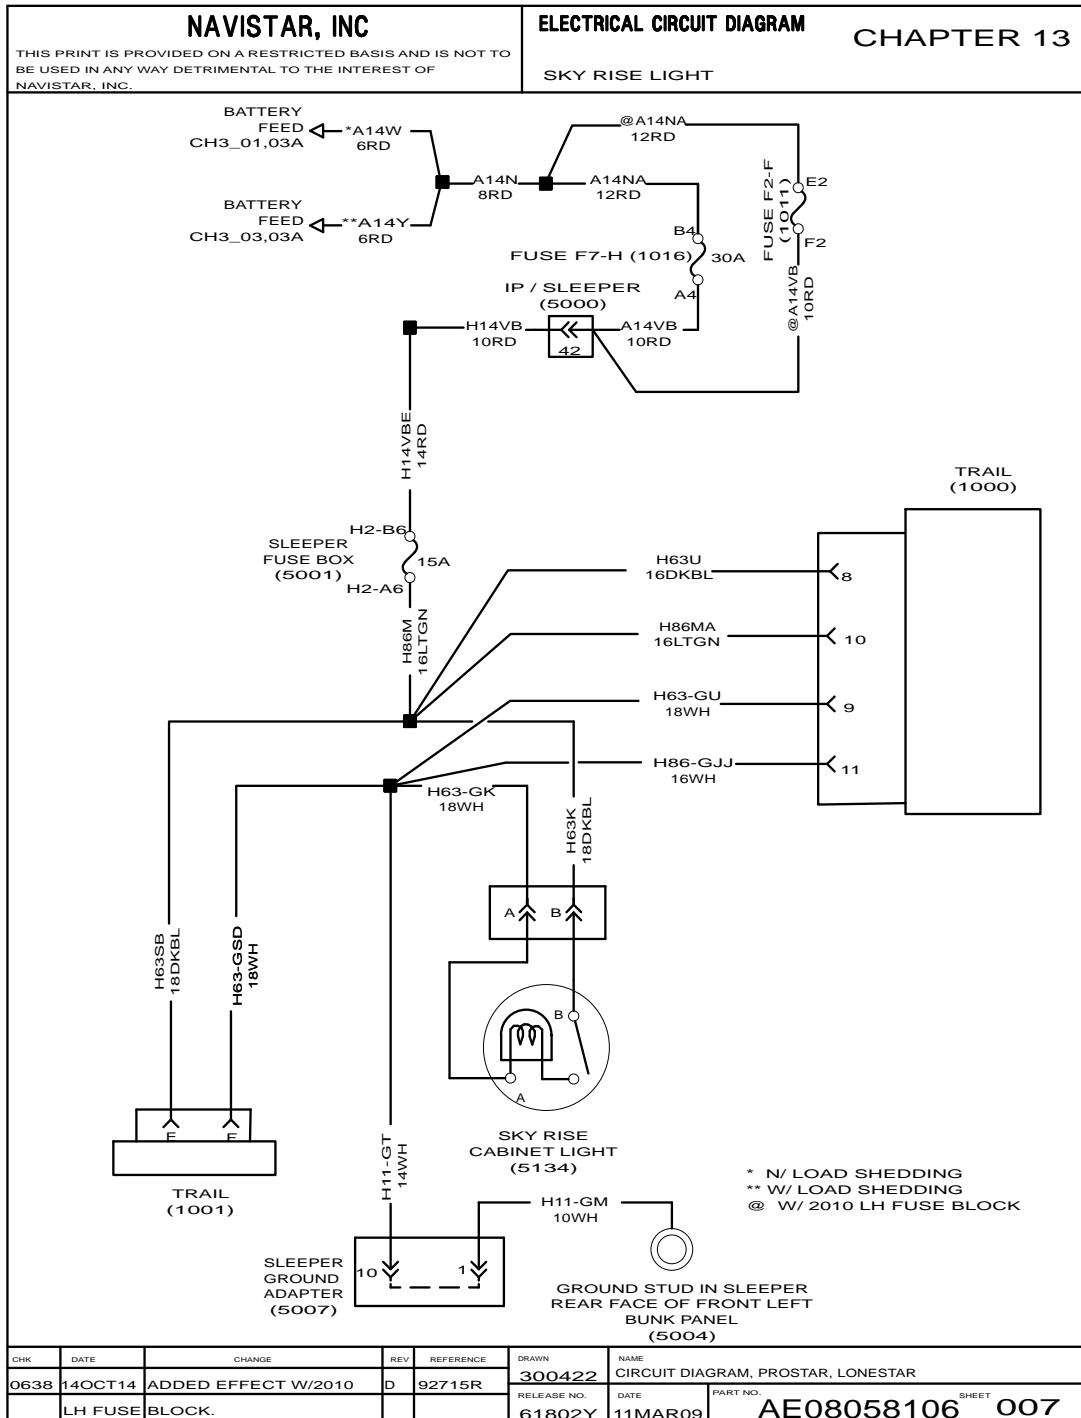 NAVISTAR, INC
THIS PRINT IS PROVIDED ON A RESTRICTED BASIS AND IS NOT TO
BE USED IN ANY WAY DETRIMENTAL TO THE INTEREST OF
NAVISTAR, INC.
ELECTRICAL CIRCUIT DIAGRAM
CHAPTER 13
SKY RISE LIGHT
BATTERY
FEED
CH3_01,03A
*A14W
6RD
@A14NA
12RD
A14N
8RD
A14NA
12RD
BATTERY
FEED
CH3_03,03A
**A14Y
6RD
FUSE F2-F
(1011)
E2
F2
B4
FUSE F7-H (1016)
30A
A4
@A14VB
10RD
IP / SLEEPER
(5000)
H14VB
10RD
42
A14VB
10RD
H14VBE
14RD
TRAIL
(1000)
H2-B6
SLEEPER
FUSE BOX
(5001)
15A
H2-A6
H86M
16LTGN
H63U
16DKBL
8
H86MA
16LTGN
10
H63-GU
18WH
9
H86-GJJ
16WH
11
H63-GK
18WH
H63K
18DKBL
A
B
H63SB
18DKBL
H63-GSD
18WH
B
A
SKY RISE
CABINET LIGHT
(5134)
TRAIL
(1001)
H11-GT
14WH
* N/ LOAD SHEDDING
** W/ LOAD SHEDDING
@ W/ 2010 LH FUSE BLOCK
H11-GM
10WH
SLEEPER
GROUND
ADAPTER
(5007)
10
1
GROUND STUD IN SLEEPER
REAR FACE OF FRONT LEFT
BUNK PANEL
(5004)
CHK DATE CHANGE REV REFERENCE
0638 14OCT14 ADDED EFFECT W/2010 D 92715R
LH FUSE BLOCK.
DRAWN
300422
NAME
CIRCUIT DIAGRAM, PROSTAR, LONESTAR
RELEASE NO.
61802Y
DATE
11MAR09
PART NO.
AE08058106
SHEET
007